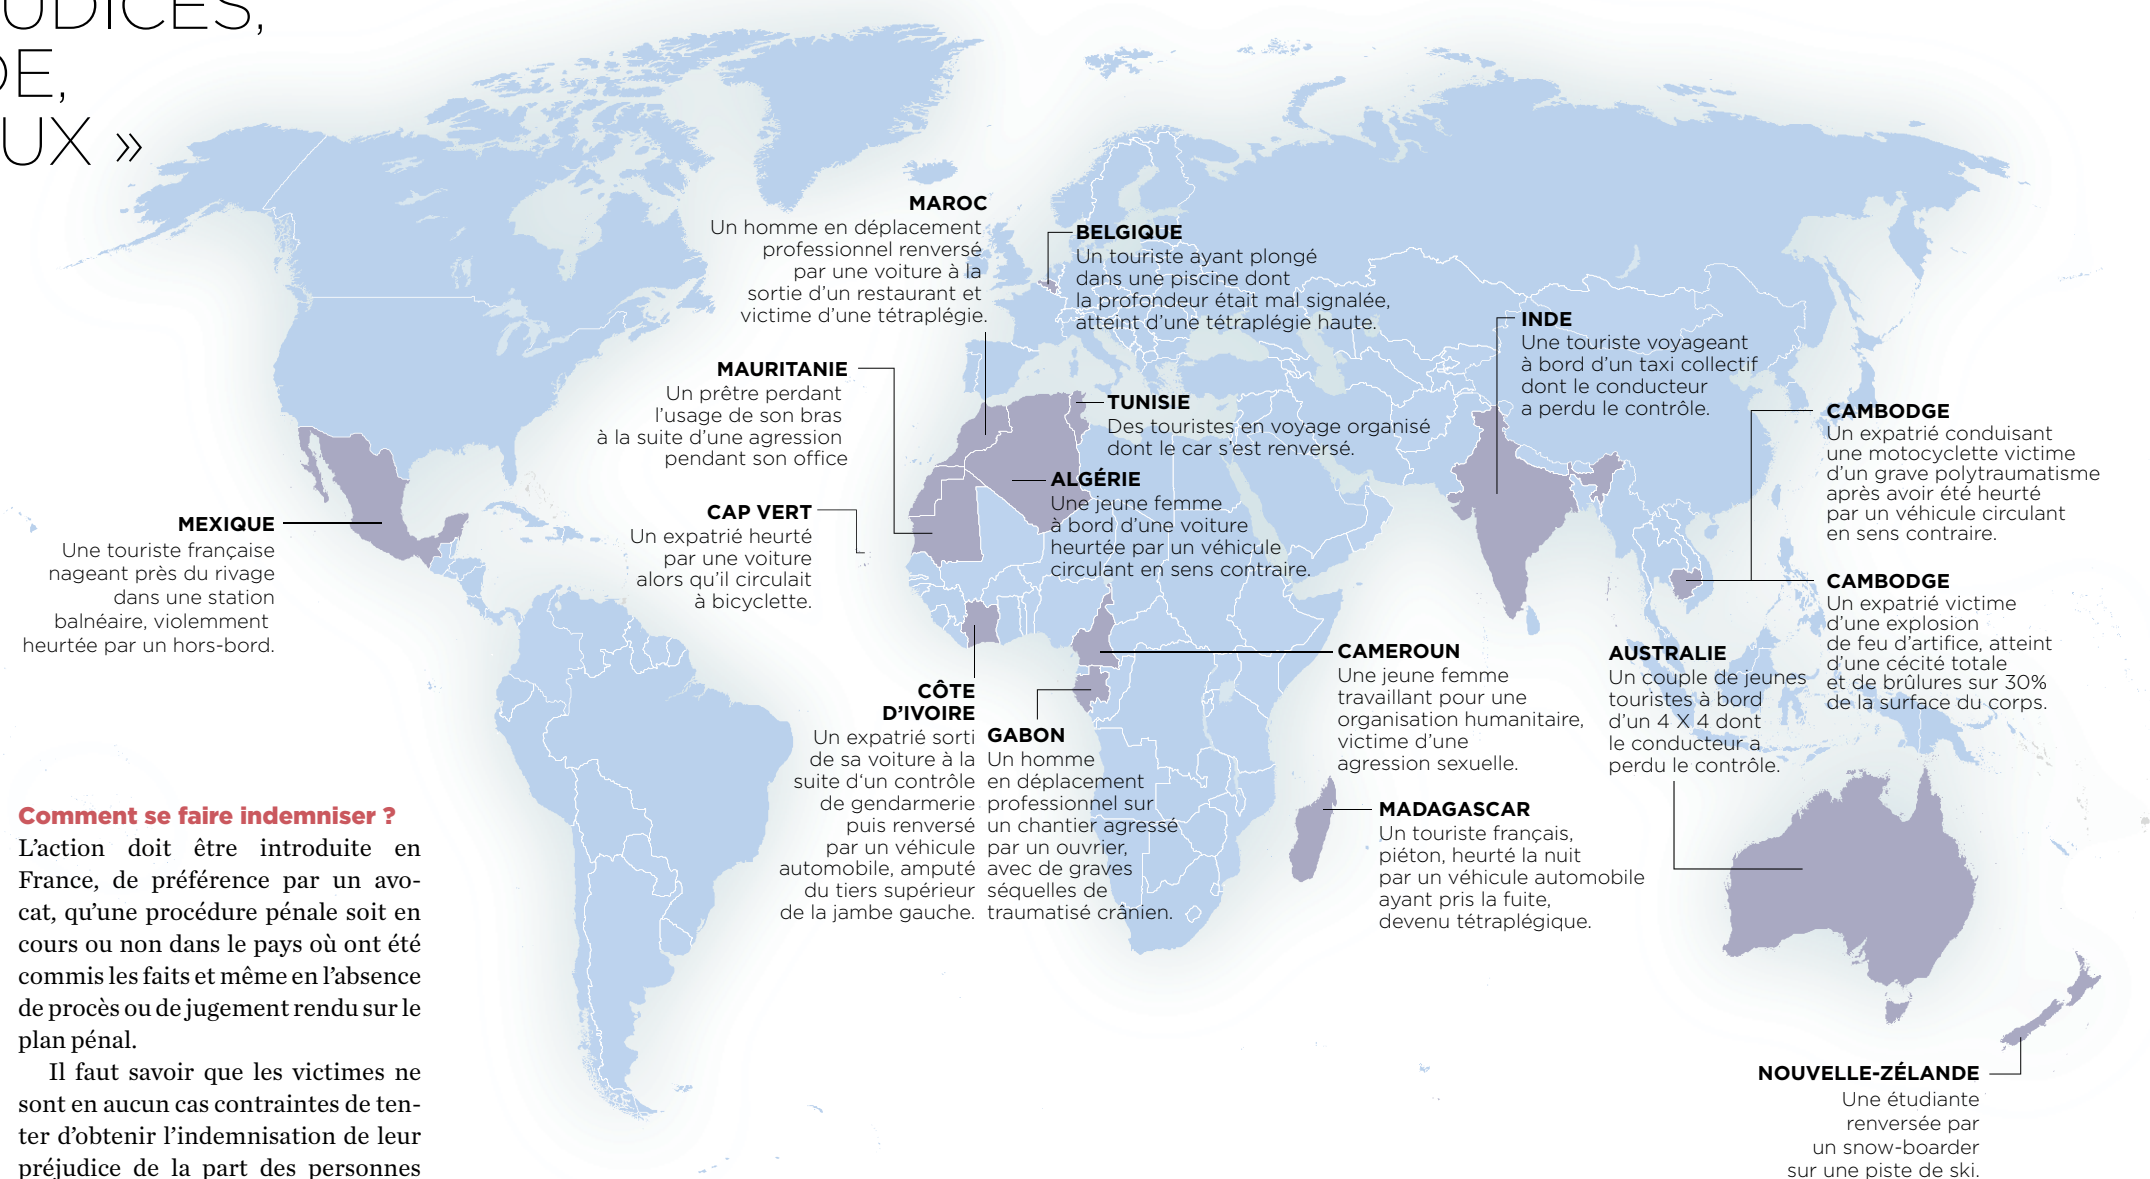 UDICES,
DE,
UX »
MAROC
Un homme en déplacement
professionnel renversé
par une voiture à la
sortie d'un restaurant et
victime d'une tétraplégie.
BELGIQUE
Un touriste ayant plongé
dans une piscine dont
la profondeur était mal signalée,
atteint d'une tétraplégie haute.
INDE
Une touriste voyageant
à bord d'un taxi collectif
dont le conducteur
a perdu le contrôle.
MAURITANIE
Un prêtre perdant
l'usage de son bras
à la suite d'une agression
pendant son office
TUNISIE
Des touristes en voyage organisé
dont le car s'est renversé.
CAMBODGE
Un expatrié conduisant
une motocyclette victime
d'un grave polytraumatisme
après avoir été heurté
par un véhicule circulant
en sens contraire.
ALGÉRIE
Une jeune femme
à bord d'une voiture
heurtée par un véhicule
circulant en sens contraire.
CAP VERT
Un expatrié heurté
par une voiture
alors qu'il circulait
à bicyclette.
MEXIQUE
Une touriste française
nageant près du rivage
dans une station
balnéaire, violemment
heurtée par un hors-bord.
CAMBODGE
Un expatrié victime
d'une explosion
de feu d'artifice, atteint
d'une cécité totale
et de brûlures sur 30%
de la surface du corps.
CAMEROUN
Une jeune femme
travaillant pour une
organisation humanitaire,
victime d'une
agression sexuelle.
AUSTRALIE
Un couple de jeunes
touristes à bord
d'un 4 X 4 dont
le conducteur a
perdu le contrôle.
CÔTE
D'IVOIRE
Un expatrié sorti
de sa voiture à la
suite d‘un contrôle
de gendarmerie
puis renversé
par un véhicule
automobile, amputé
du tiers supérieur
de la jambe gauche.
GABON
Un homme
en déplacement
professionnel sur
un chantier agressé
par un ouvrier,
avec de graves
séquelles de
traumatisé crânien.
MADAGASCAR
Un touriste français,
piéton, heurté la nuit
par un véhicule automobile
ayant pris la fuite,
devenu tétraplégique.
NOUVELLE-ZÉLANDE
Une étudiante
renversée par
un snow-boarder
sur une piste de ski.
Comment se faire indemniser ?
L'action doit être introduite en
France, de préférence par un avo-
cat, qu'une procédure pénale soit en
cours ou non dans le pays où ont été
commis les faits et même en l'absence
de procès ou de jugement rendu sur le
plan pénal.
Il faut savoir que les victimes ne
sont en aucun cas contraintes de ten-
ter d'obtenir l'indemnisation de leur
préjudice de la part des personnes